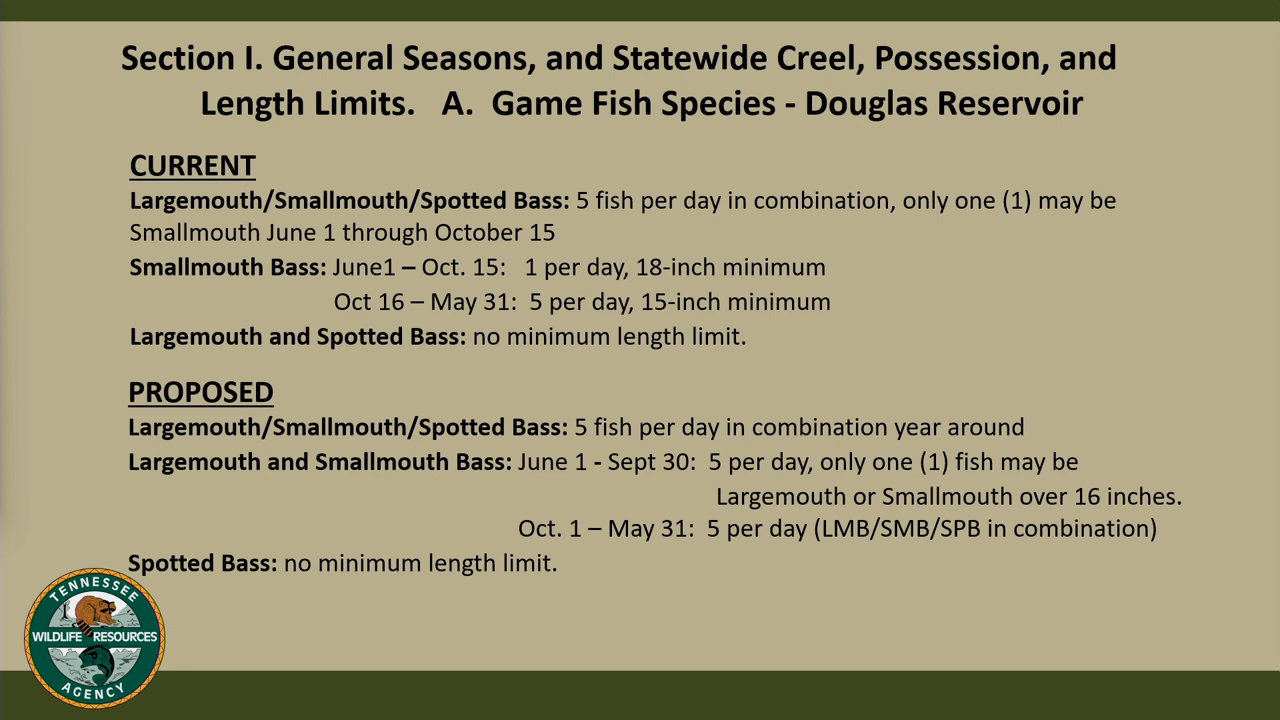 Section I. General Seasons, and Statewide Creel, Possession, and
Length Limits. A. Game Fish Species - Douglas Reservoir
CURRENT
Largemouth/Smallmouth/Spotted Bass: 5 fish per day in combination, only one (1) may be
Smallmouth June 1 through October 15
Smallmouth Bass: June1 – Oct. 15: 1 per day, 18-inch minimum
Oct 16 – May 31: 5 per day, 15-inch minimum
Largemouth and Spotted Bass: no minimum length limit.
PROPOSED
Largemouth/Smallmouth/Spotted Bass: 5 fish per day in combination year around
Largemouth and Smallmouth Bass: June 1 - Sept 30: 5 per day, only one (1) fish may be
Largemouth or Smallmouth over 16 inches.
Oct. 1 – May 31: 5 per day (LMB/SMB/SPB in combination)
Spotted Bass: no minimum length limit.
TENNESSEE
WILDLIFE RESOURCES
AGENCY